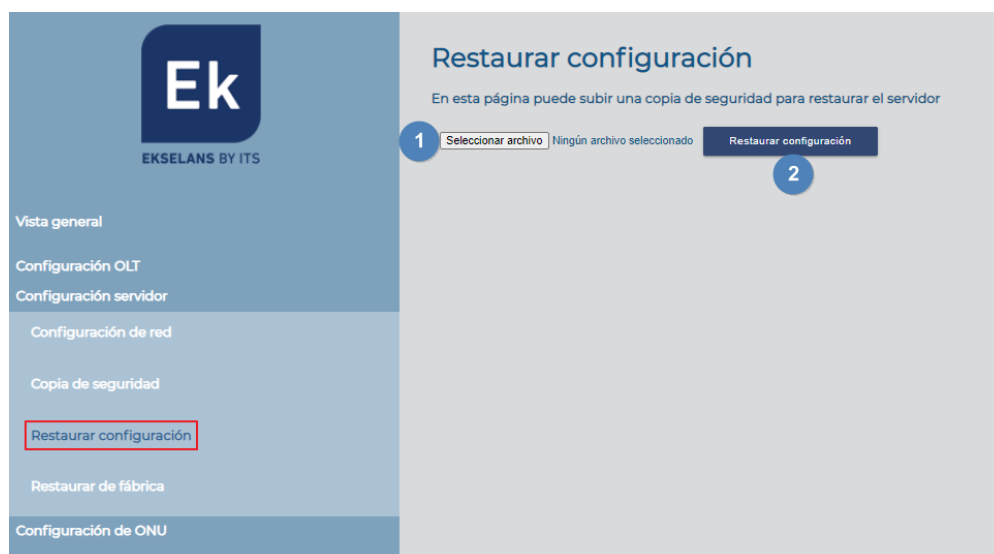 Ek
EKSELANS BY ITS
Vista general
Configuración OLT
Configuración servidor
Configuración de red
Copia de seguridad
Restaurar configuración
Restaurar de fábrica
Configuración de ONU
Restaurar configuración
En esta página puede subir una copia de seguridad para restaurar el servidor
1 Seleccionar archivo Ningún archivo seleccionado Restaurar configuración
2